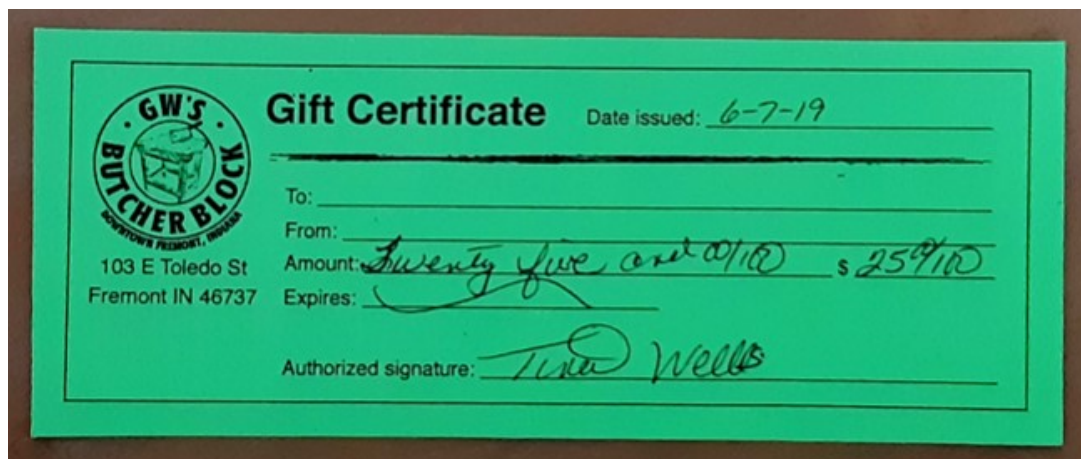 GW'S
BUTCHER BLOCK
DOWNTOWN FREMONT, INDIANA
103 E Toledo St
Fremont IN 46737
Gift Certificate Date issued: 6-7-19
To:
From:
Amount: Twenty five and 00/100 $ 25 0/100
Expires:
Authorized signature: Tina Wells